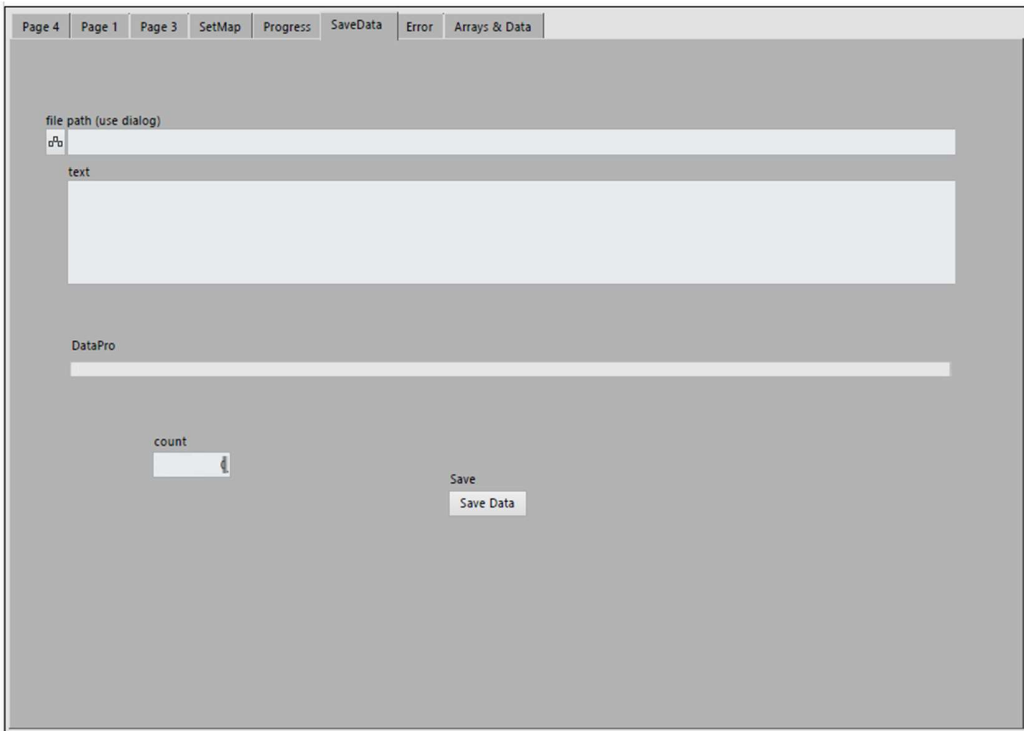 Page 4 Page 1 Page 3 SetMap Progress SaveData Error Arrays & Data
file path (use dialog)
text
DataPro
count
Save
Save Data